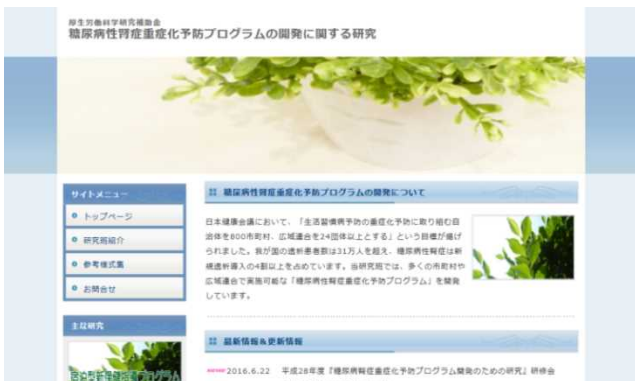 厚生労働科学研究補助金
糖尿病性腎症重症化予防プログラムの開発に関する研究
サイトメニュー
トップページ
研究班紹介
参考様式集
お問合せ
主な研究
宿泊型新保健指導プログラム
糖尿病性腎症重症化予防プログラムの開発について
日本健康会議において、「生活習慣病予防の重症化予防に取り組む自
治体を800市町村、広域連合を24団体以上とする」という目標が掲げ
られました。我が国の透析患者数は31万人を超え、糖尿病性腎症は新
規透析導入の4割以上を占めています。当研究班では、多くの市町村や
広域連合で実施可能な「糖尿病性腎症重症化予防プログラム」を開発
しています。
最新情報&更新情報
NEW 2016.6.22 平成28年度『糖尿病腎症重症化予防プログラム開発のための研究』研修会